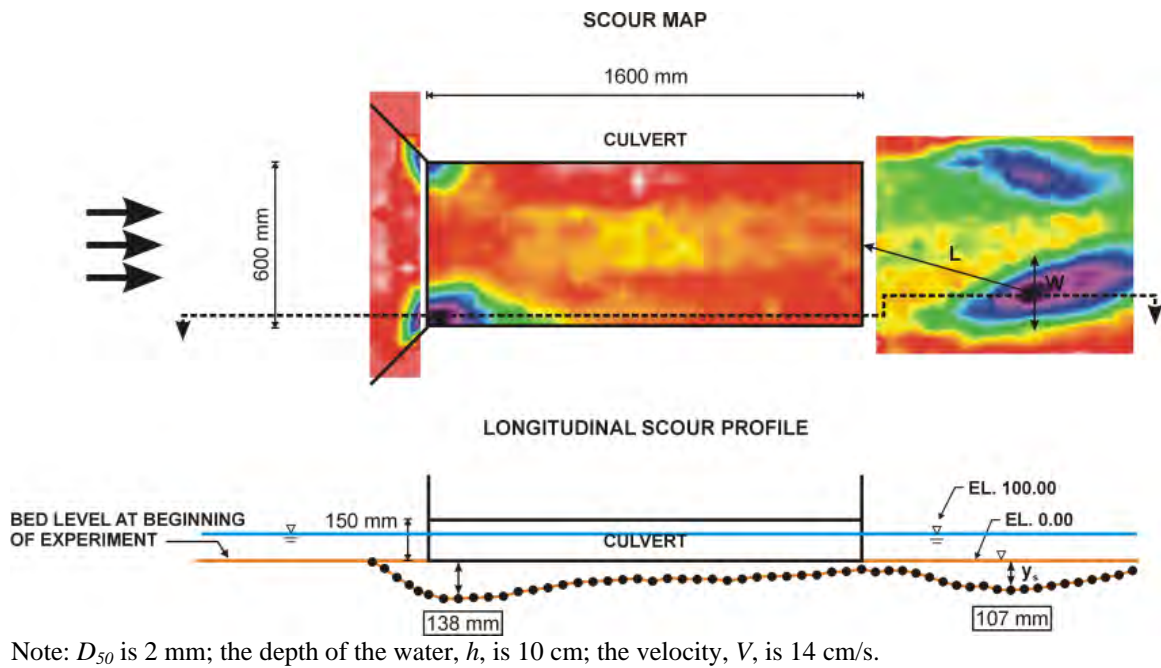 SCOUR MAP
1600 mm
CULVERT
600 mm
L
W
LONGITUDINAL SCOUR PROFILE
EL. 100.00
BED LEVEL AT BEGINNING
OF EXPERIMENT
150 mm
EL. 0.00
CULVERT
yₛ
138 mm
107 mm
Note: D₅₀ is 2 mm; the depth of the water, h, is 10 cm; the velocity, V, is 14 cm/s.